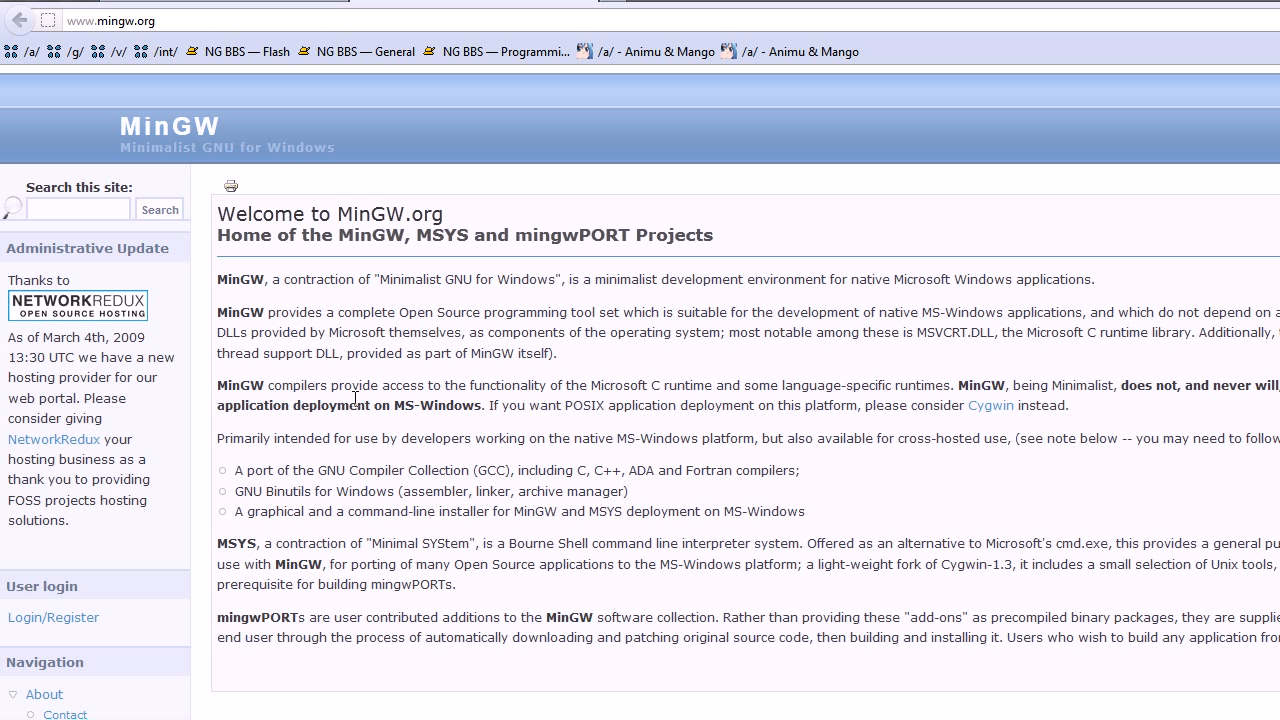 www.mingw.org
/a/ /g/ /v/ /int/ NG BBS — Flash NG BBS — General NG BBS — Programmi... /a/ - Animu & Mango /a/ - Animu & Mango
MinGW
Minimalist GNU for Windows
Search this site:
Search
Administrative Update
Thanks to
NETWORKREDUX
OPEN SOURCE HOSTING
As of March 4th, 2009
13:30 UTC we have a new
hosting provider for our
web portal. Please
consider giving
NetworkRedux your
hosting business as a
thank you to providing
FOSS projects hosting
solutions.
User login
Login/Register
Navigation
About
Contact
Welcome to MinGW.org
Home of the MinGW, MSYS and mingwPORT Projects
MinGW, a contraction of "Minimalist GNU for Windows", is a minimalist development environment for native Microsoft Windows applications.
MinGW provides a complete Open Source programming tool set which is suitable for the development of native MS-Windows applications, and which do not depend on a
DLLs provided by Microsoft themselves, as components of the operating system; most notable among these is MSVCRT.DLL, the Microsoft C runtime library. Additionally,
thread support DLL, provided as part of MinGW itself).
MinGW compilers provide access to the functionality of the Microsoft C runtime and some language-specific runtimes. MinGW, being Minimalist, does not, and never will,
application deployment on MS-Windows. If you want POSIX application deployment on this platform, please consider Cygwin instead.
Primarily intended for use by developers working on the native MS-Windows platform, but also available for cross-hosted use, (see note below -- you may need to follow
A port of the GNU Compiler Collection (GCC), including C, C++, ADA and Fortran compilers;
GNU Binutils for Windows (assembler, linker, archive manager)
A graphical and a command-line installer for MinGW and MSYS deployment on MS-Windows
MSYS, a contraction of "Minimal SYStem", is a Bourne Shell command line interpreter system. Offered as an alternative to Microsoft's cmd.exe, this provides a general pu
use with MinGW, for porting of many Open Source applications to the MS-Windows platform; a light-weight fork of Cygwin-1.3, it includes a small selection of Unix tools,
prerequisite for building mingwPORTs.
mingwPORTs are user contributed additions to the MinGW software collection. Rather than providing these "add-ons" as precompiled binary packages, they are supplie
end user through the process of automatically downloading and patching original source code, then building and installing it. Users who wish to build any application fro